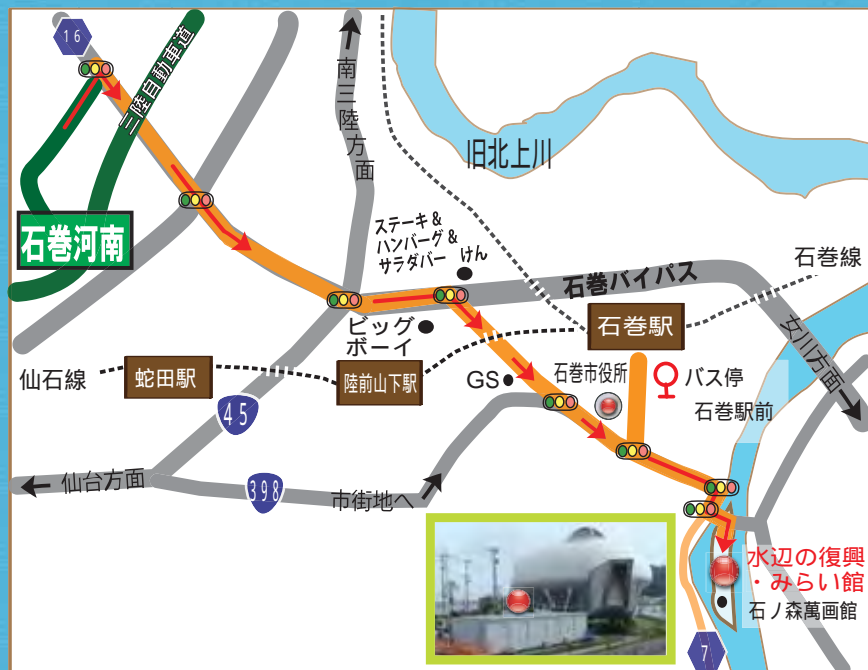 16
三陸自動車道
石巻河南
南三陸方面
旧北上川
ステーキ＆
ハンバーグ＆
サラダバー けん
石巻バイパス
石巻線
ビッグ
ボーイ
石巻駅
女川方面
仙石線
蛇田駅
陸前山下駅
GS
石巻市役所
バス停
石巻駅前
45
仙台方面
398
市街地へ
水辺の復興
・みらい館
石ノ森萬画館
7